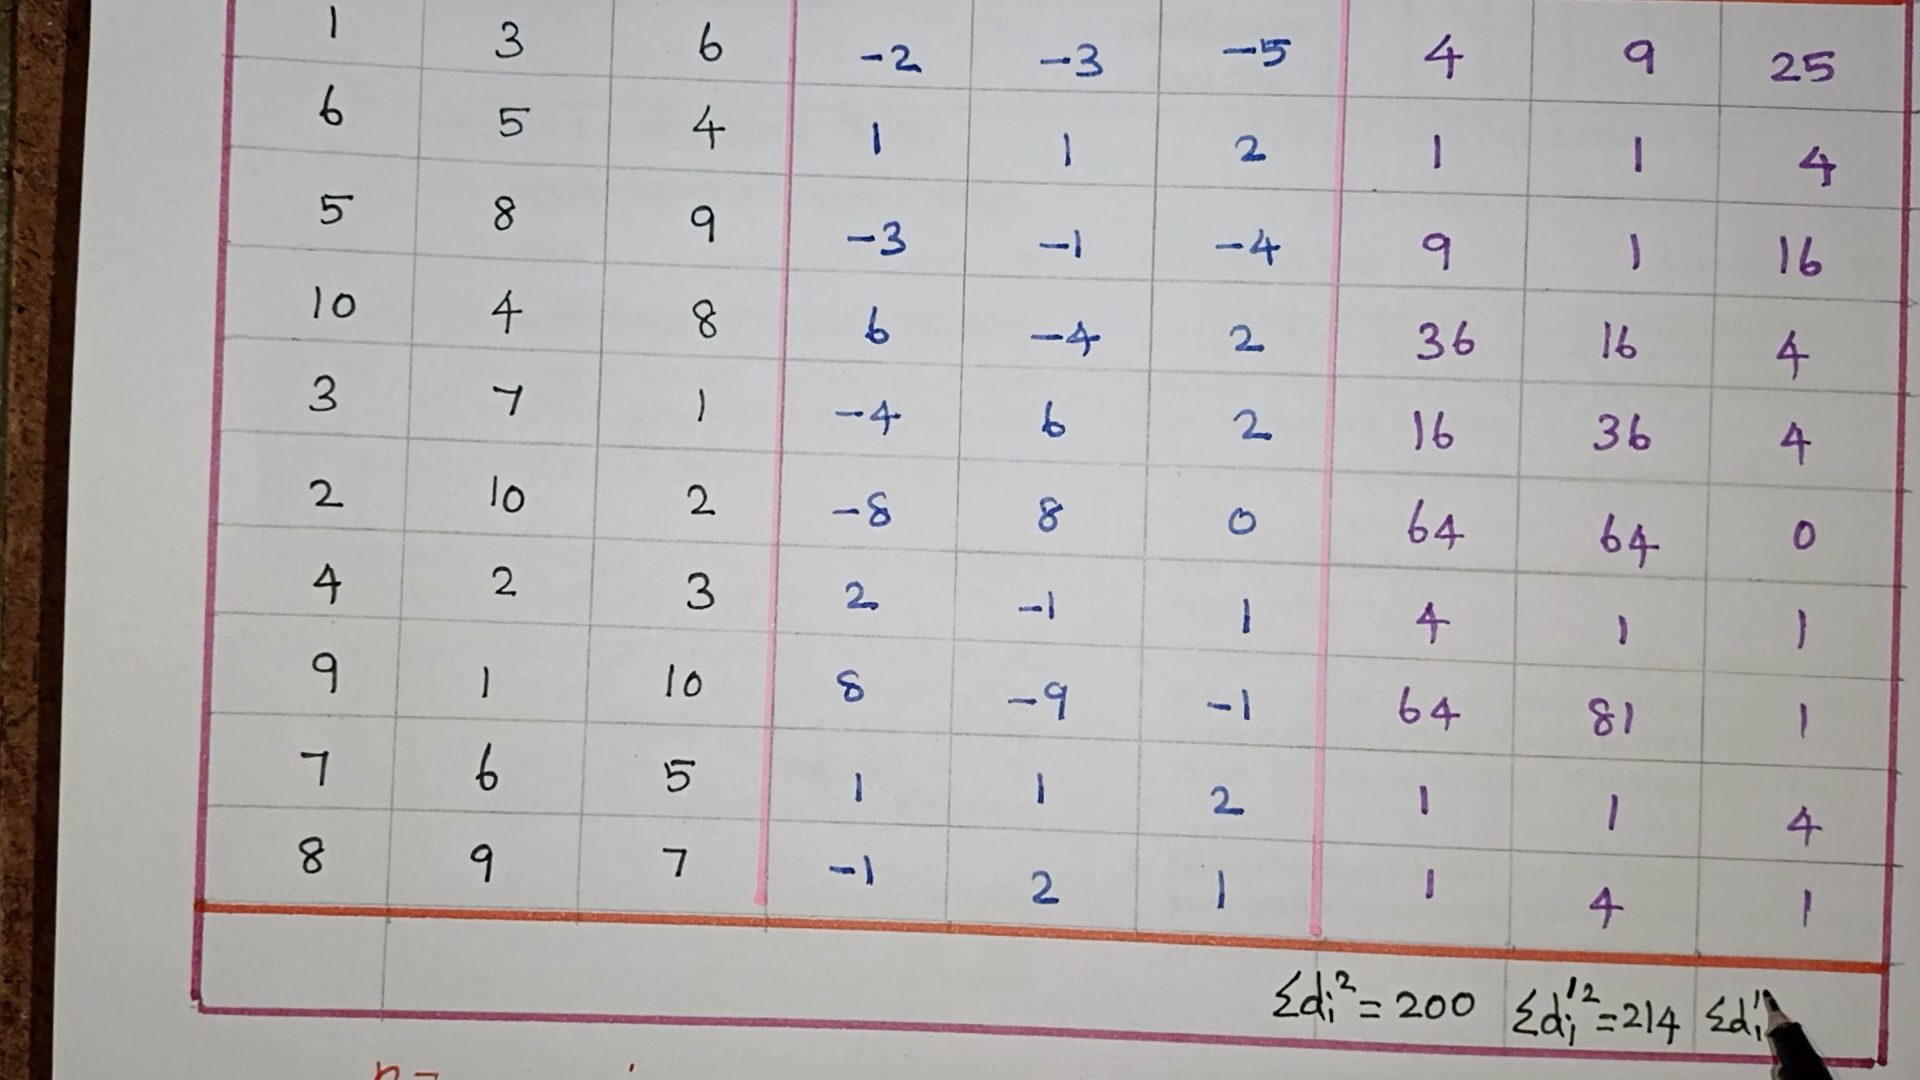 1 3 6 -2 -3 -5 4 9 25
6 5 4 1 1 2 1 1 4
5 8 9 -3 -1 -4 9 1 16
10 4 8 6 -4 2 36 16 4
3 7 1 -4 6 2 16 36 4
2 10 2 -8 8 0 64 64 0
4 2 3 2 -1 1 4 1 1
9 1 10 8 -9 -1 64 81 1
7 6 5 1 1 2 1 1 4
8 9 7 -1 2 1 1 4 1
Σdᵢ² = 200 Σdᵢ'² = 214 Σdᵢ'